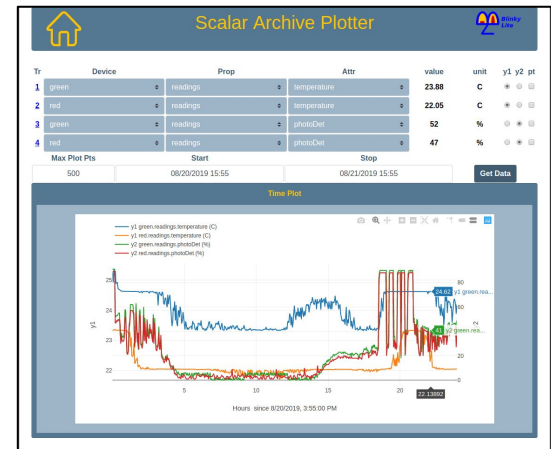 Scalar Archive Plotter
Blinky
Lite
Tr Device Prop Attr value unit y1 y2 pt
1 green readings temperature 23.88 C
2 red readings temperature 22.05 C
3 green readings photoDet 52 %
4 red readings photoDet 47 %
Max Plot Pts Start Stop
500 08/20/2019 15:55 08/21/2019 15:55 Get Data
Time Plot
y1 green.readings.temperature (C)
y1 red.readings.temperature (C)
y2 green.readings.photoDet (%)
y2 red.readings.photoDet (%)
25
24
23
22
y1
80
24.62 y1 green.rea...
41 y2 green.rea...
y2
20
0
5 10 15 20
22.13892
Hours since 8/20/2019, 3:55:00 PM